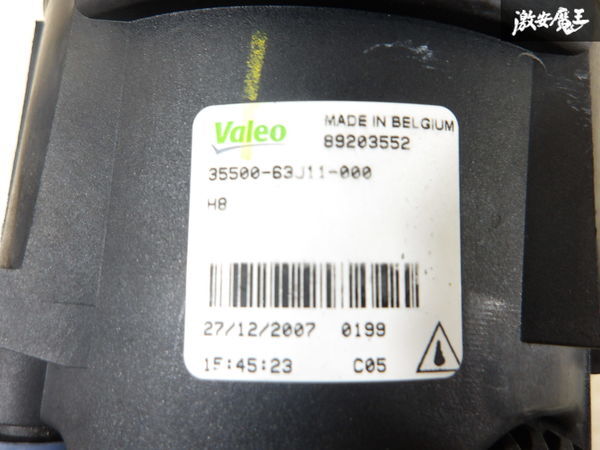 激安魔王
Valeo MADE IN BELGIUM
89203552
35500-63J11-000
H8
27/12/2007 0199
15:45:23 C05